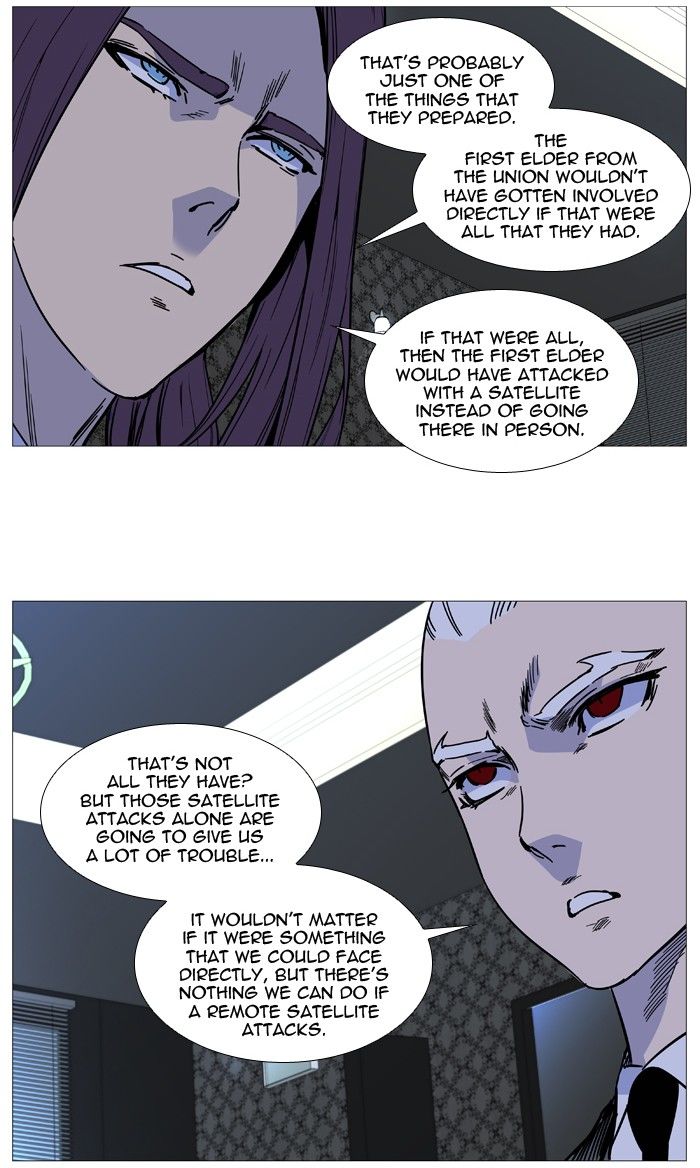 THAT'S PROBABLY
JUST ONE OF
THE THINGS THAT
THEY PREPARED.
THE
FIRST ELDER FROM
THE UNION WOULDN'T
HAVE GOTTEN INVOLVED
DIRECTLY IF THAT WERE
ALL THAT THEY HAD.
IF THAT WERE ALL,
THEN THE FIRST ELDER
WOULD HAVE ATTACKED
WITH A SATELLITE
INSTEAD OF GOING
THERE IN PERSON.
THAT'S NOT
ALL THEY HAVE?
BUT THOSE SATELLITE
ATTACKS ALONE ARE
GOING TO GIVE US
A LOT OF TROUBLE...
IT WOULDN'T MATTER
IF IT WERE SOMETHING
THAT WE COULD FACE
DIRECTLY, BUT THERE'S
NOTHING WE CAN DO IF
A REMOTE SATELLITE
ATTACKS.